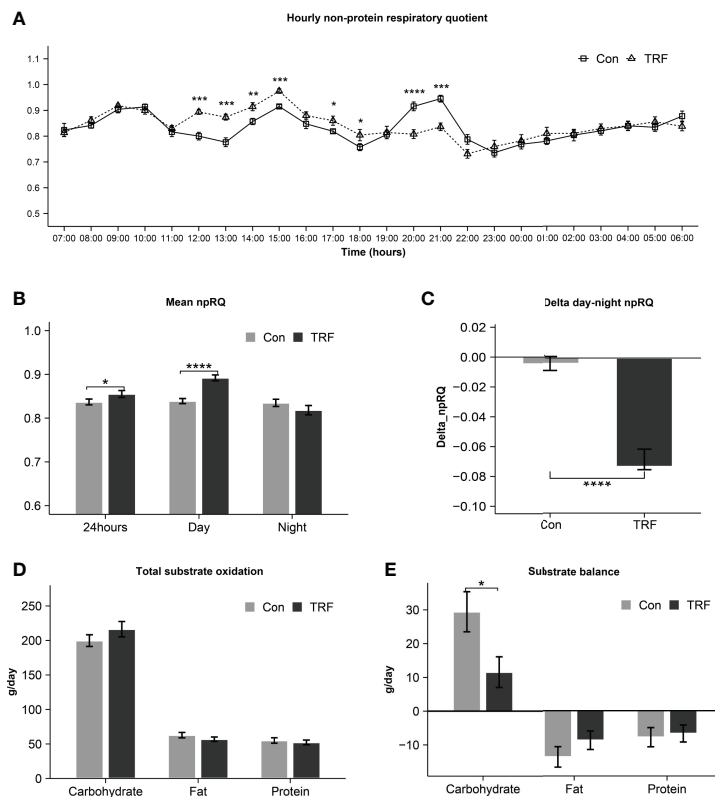 A
Hourly non-protein respiratory quotient
Con TRF
1.1
1.0
0.9
0.8
0.7
0.6
0.5
*** *** ** *** * * **** ***
07:00 08:00 09:00 10:00 11:00 12:00 13:00 14:00 15:00 16:00 17:00 18:00 19:00 20:00 21:00 22:00 23:00 00:00 01:00 02:00 03:00 04:00 05:00 06:00
Time (hours)
B
Mean npRQ
Con TRF
1.0
0.9
0.8
0.7
0.6
* ****
24hours Day Night
C
Delta day-night npRQ
Delta_npRQ
0.02
0.00
−0.02
−0.04
−0.06
−0.08
−0.10
****
Con TRF
D
Total substrate oxidation
Con TRF
g/day
250
200
150
100
50
0
Carbohydrate Fat Protein
E
Substrate balance
Con TRF
g/day
30
20
10
0
−10
*
Carbohydrate Fat Protein